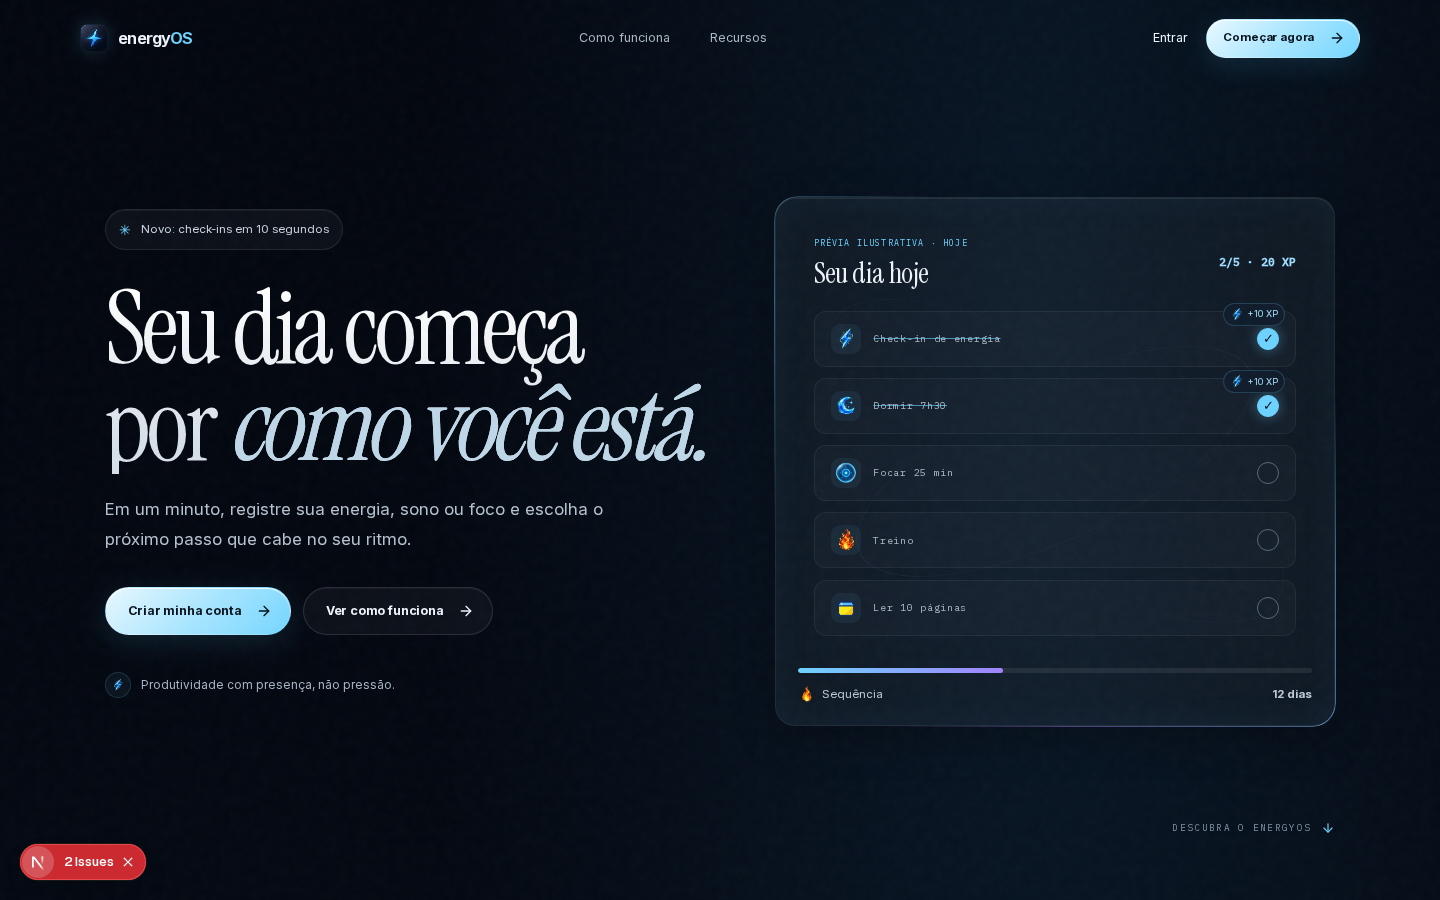 energyOS
Como funciona
Recursos
Entrar
Começar agora
Novo: check-ins em 10 segundos
Seu dia começa
por como você está.
Em um minuto, registre sua energia, sono ou foco e escolha o
próximo passo que cabe no seu ritmo.
Criar minha conta
Ver como funciona
Produtividade com presença, não pressão.
PRÉVIA ILUSTRATIVA · HOJE
Seu dia hoje
2/5 · 20 XP
+10 XP
Check-in de energia
+10 XP
Dormir 7h30
Focar 25 min
Treino
Ler 10 páginas
Sequência
12 dias
DESCUBRA O ENERGYOS
N 2 Issues